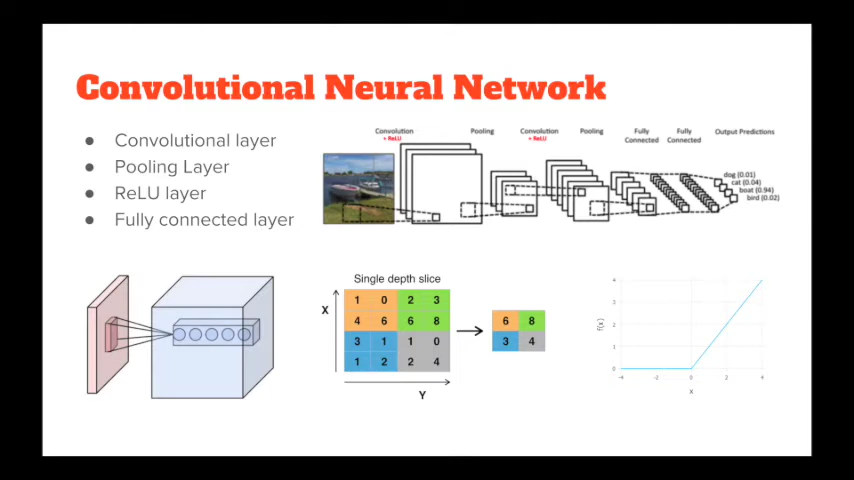 Convolutional Neural Network
● Convolutional layer
● Pooling Layer
● ReLU layer
● Fully connected layer
Convolution
+ ReLU
Pooling
Convolution
+ ReLU
Pooling
Fully
Connected
Fully
Connected
Output Predictions
dog (0.01)
cat (0.04)
boat (0.94)
bird (0.02)
Single depth slice
X
1 0 2 3
4 6 6 8
3 1 1 0
1 2 2 4
Y
6 8
3 4
4
3
2
1
0
f(x)
-4 -2 0 2 4
x